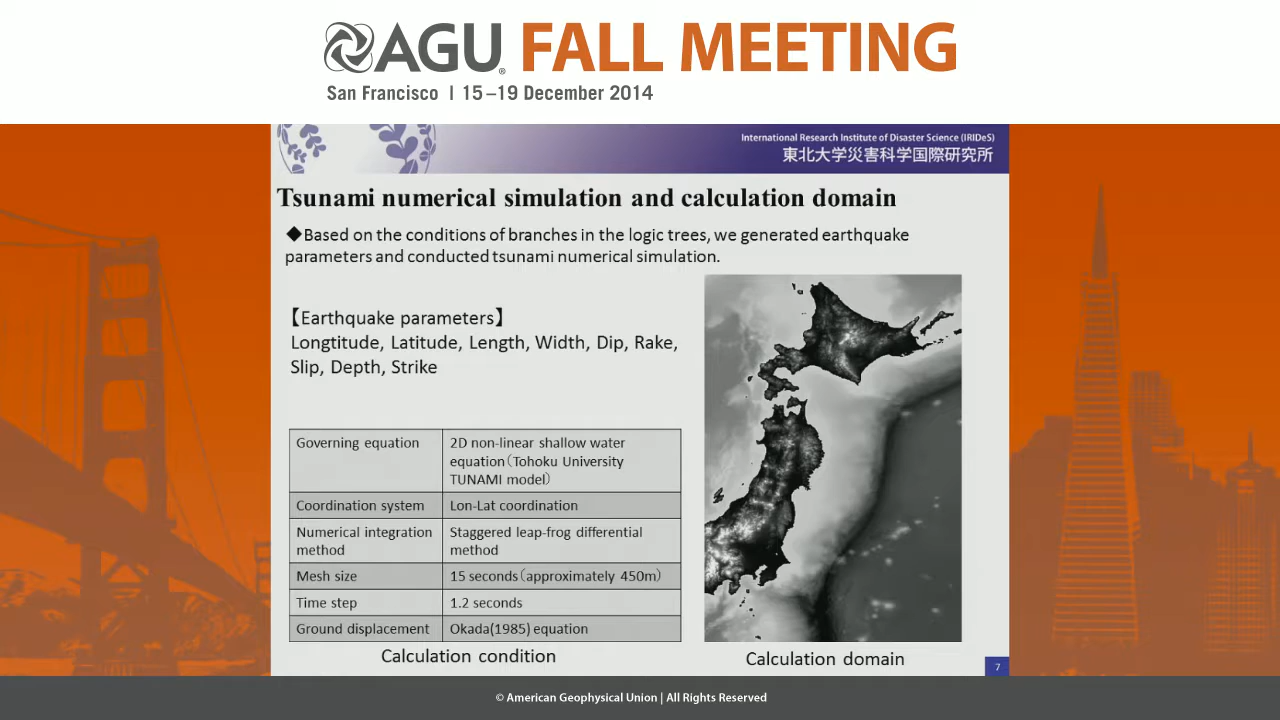 AGU FALL MEETING
San Francisco | 15–19 December 2014
International Research Institute of Disaster Science (IRIDeS)
東北大学災害科学国際研究所
Tsunami numerical simulation and calculation domain
◆Based on the conditions of branches in the logic trees, we generated earthquake
parameters and conducted tsunami numerical simulation.
【Earthquake parameters】
Longtitude, Latitude, Length, Width, Dip, Rake,
Slip, Depth, Strike
Governing equation
2D non-linear shallow water
equation(Tohoku University
TUNAMI model)
Coordination system
Lon-Lat coordination
Numerical integration
method
Staggered leap-frog differential
method
Mesh size
15 seconds(approximately 450m)
Time step
1.2 seconds
Ground displacement
Okada(1985) equation
Calculation condition
Calculation domain
7
© American Geophysical Union | All Rights Reserved